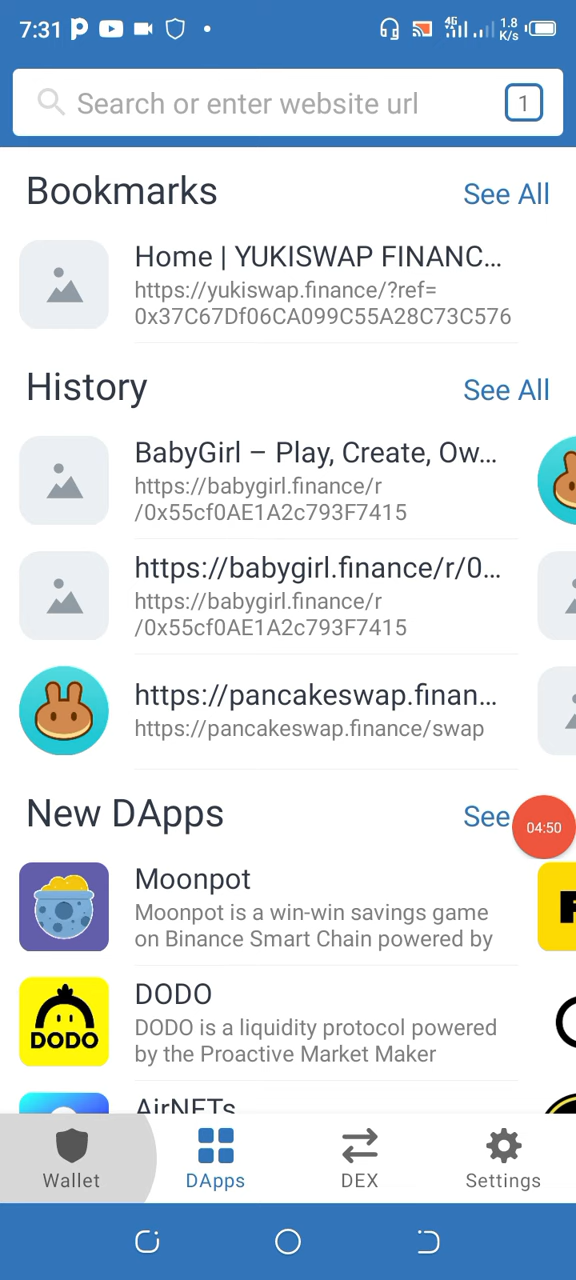 7:31
4G
1.8
K/s
Search or enter website url
1
Bookmarks
See All
Home | YUKISWAP FINANC...
https://yukiswap.finance/?ref=
0x37C67Df06CA099C55A28C73C576
History
See All
BabyGirl – Play, Create, Ow...
https://babygirl.finance/r
/0x55cf0AE1A2c793F7415
https://babygirl.finance/r/0...
https://babygirl.finance/r
/0x55cf0AE1A2c793F7415
https://pancakeswap.finan...
https://pancakeswap.finance/swap
New DApps
See
04:50
Moonpot
Moonpot is a win-win savings game
on Binance Smart Chain powered by
DODO
DODO
DODO is a liquidity protocol powered
by the Proactive Market Maker
AirNFTs
Wallet
DApps
DEX
Settings